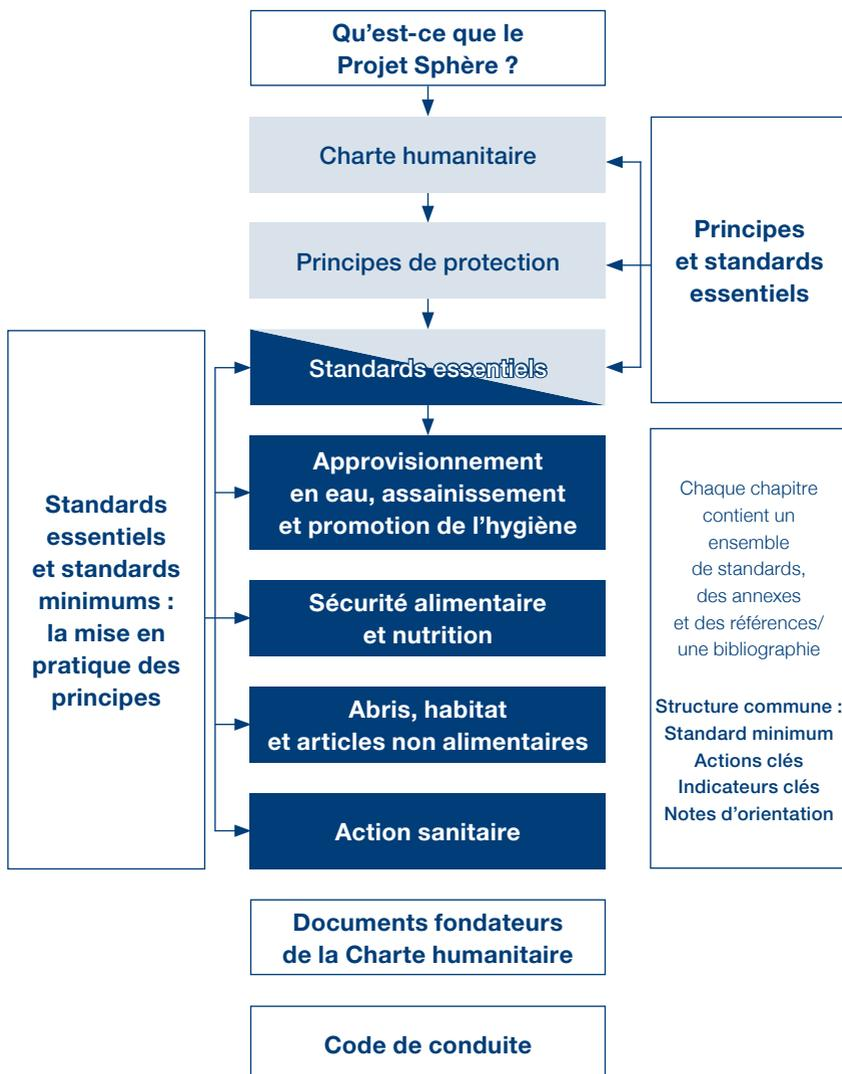 Qu’est-ce que le
Projet Sphère ?
Charte humanitaire
Principes de protection
Standards essentiels
Principes
et standards
essentiels
Standards
essentiels
et standards
minimums :
la mise en
pratique des
principes
Approvisionnement
en eau, assainissement
et promotion de l’hygiène
Sécurité alimentaire
et nutrition
Abris, habitat
et articles non alimentaires
Action sanitaire
Chaque chapitre
contient un
ensemble
de standards,
des annexes
et des références/
une bibliographie
Structure commune :
Standard minimum
Actions clés
Indicateurs clés
Notes d’orientation
Documents fondateurs
de la Charte humanitaire
Code de conduite